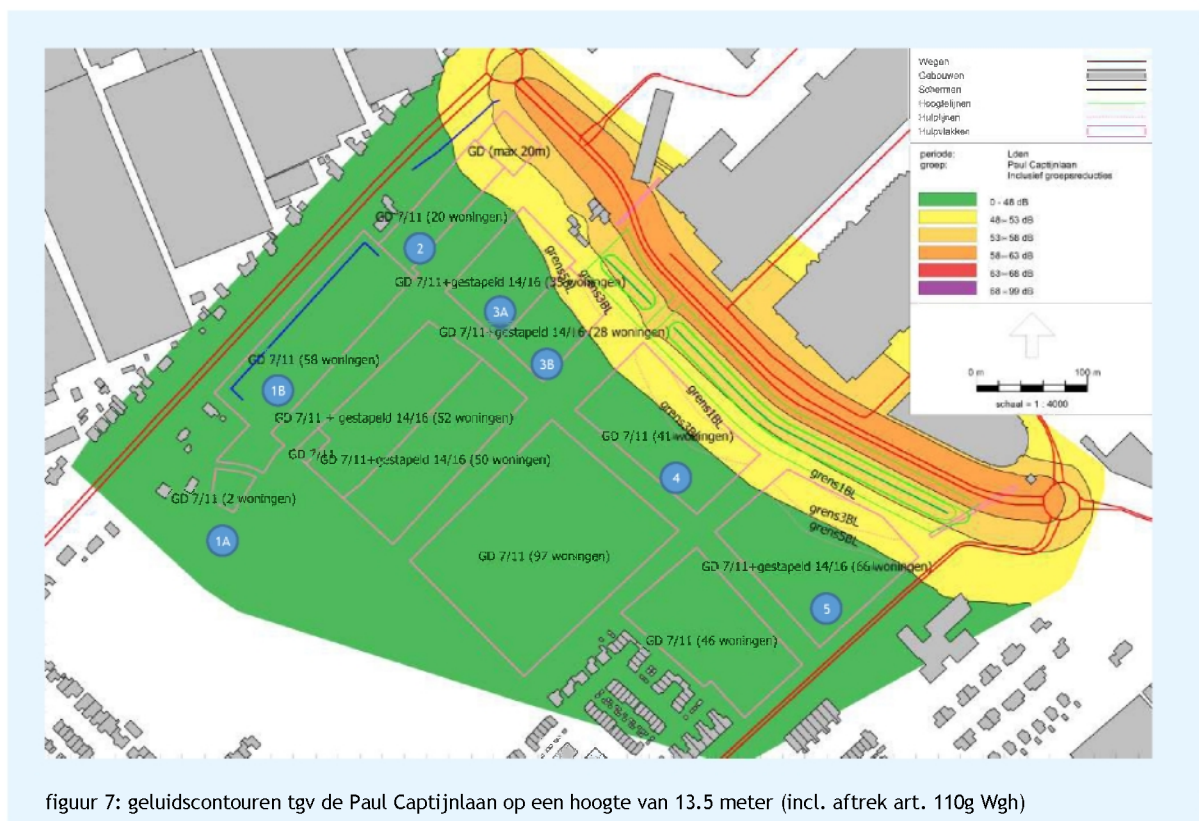 Wegen
Gebouwen
Schermen
Hoogtelijnen
Hulplijnen
Hulpvlakken
periode: Lden
groep: Paul Captijnlaan
Inclusief groepsreducties
0 - 48 dB
48 - 53 dB
53 - 58 dB
58 - 63 dB
63 - 68 dB
68 - 99 dB
0 m 100 m
schaal = 1 : 4000
GD (max 20m)
GD 7/11 (20 woningen)
2
GD 7/11+gestapeld 14/16 (35 woningen)
grens5BL
grens3BL
3A
GD 7/11+gestapeld 14/16 (28 woningen)
3B
GD 7/11 (58 woningen)
1B
grens1BL
grens3BL
GD 7/11 + gestapeld 14/16 (52 woningen)
GD 7/11 (41 woningen)
GD 7/11
GD 7/11+gestapeld 14/16 (50 woningen)
4
grens1BL
grens3BL
grens5BL
GD 7/11 (2 woningen)
1A
GD 7/11 (97 woningen)
GD 7/11+gestapeld 14/16 (66 woningen)
5
GD 7/11 (46 woningen)
figuur 7: geluidscontouren tgv de Paul Captijnlaan op een hoogte van 13.5 meter (incl. aftrek art. 110g Wgh)